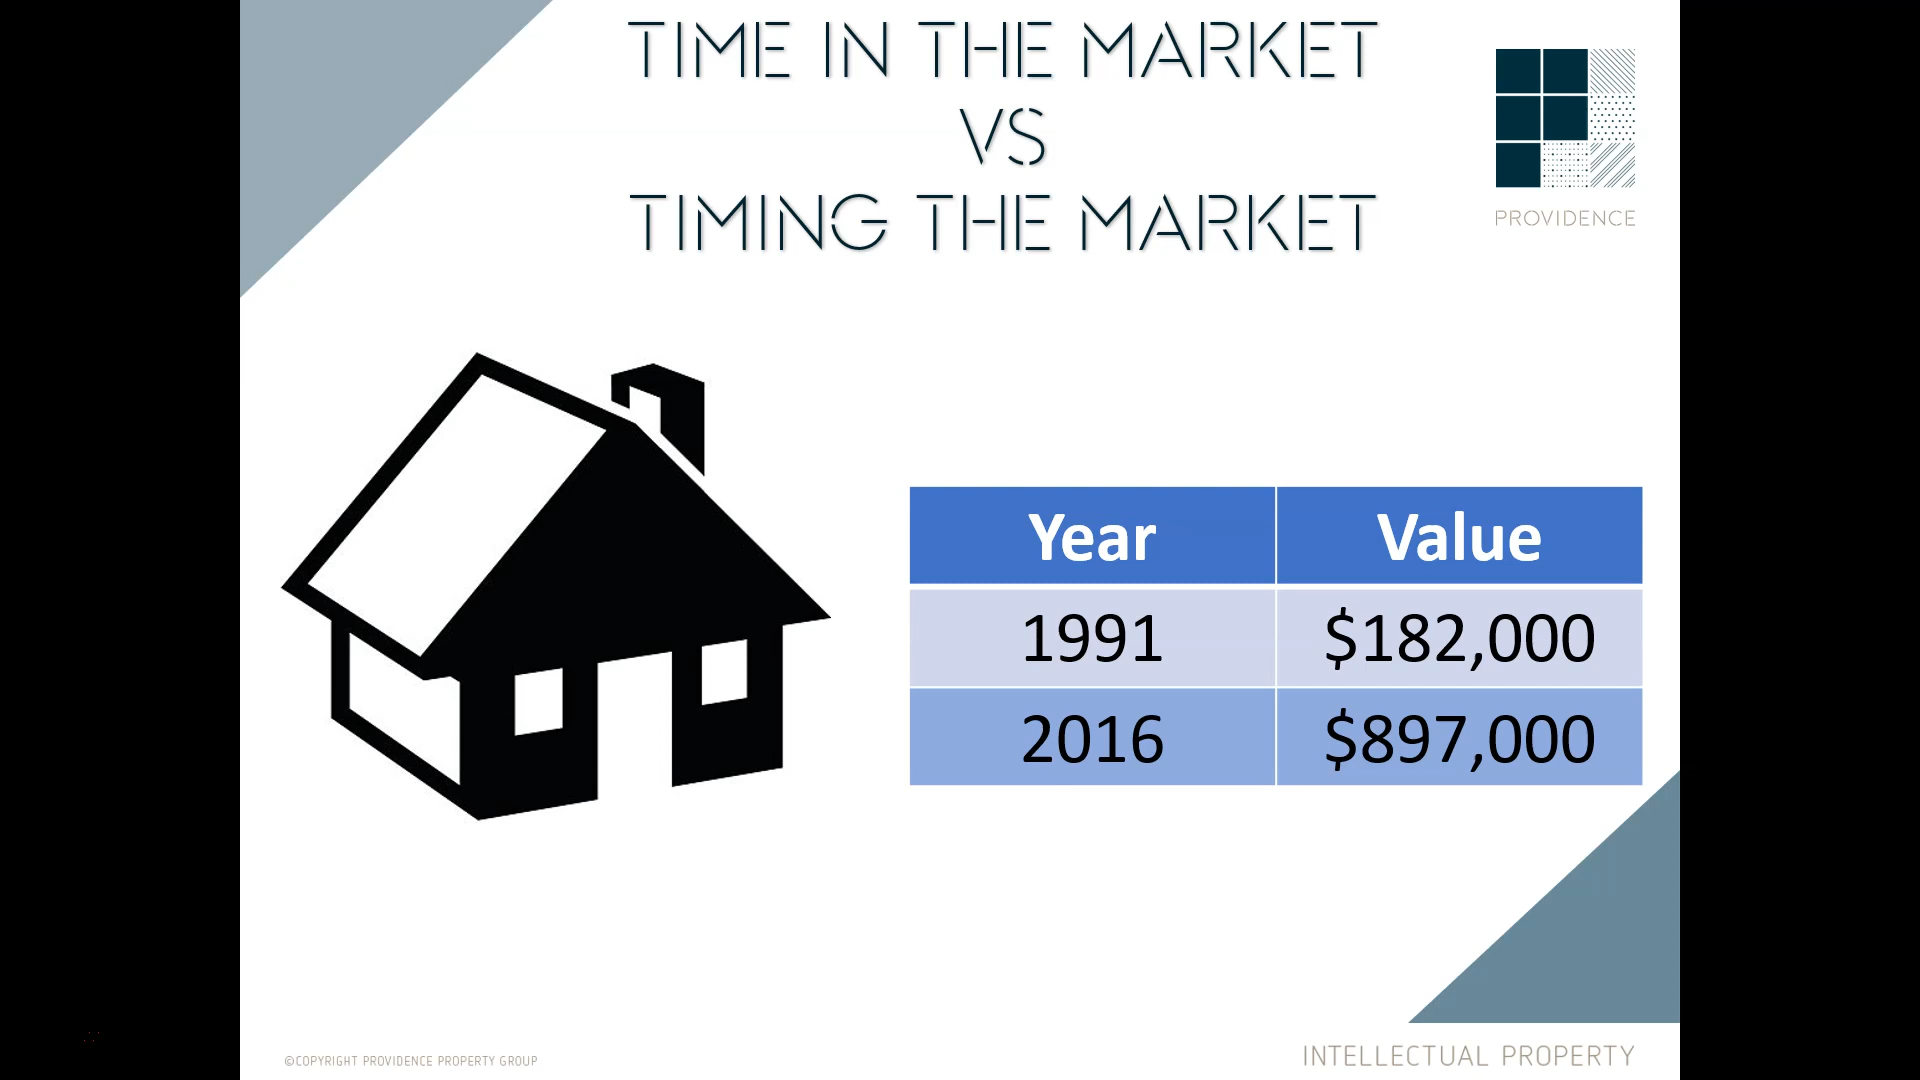 TIME IN THE MARKET
VS
TIMING THE MARKET
PROVIDENCE
Year Value
1991 $182,000
2016 $897,000
©COPYRIGHT PROVIDENCE PROPERTY GROUP
INTELLECTUAL PROPERTY